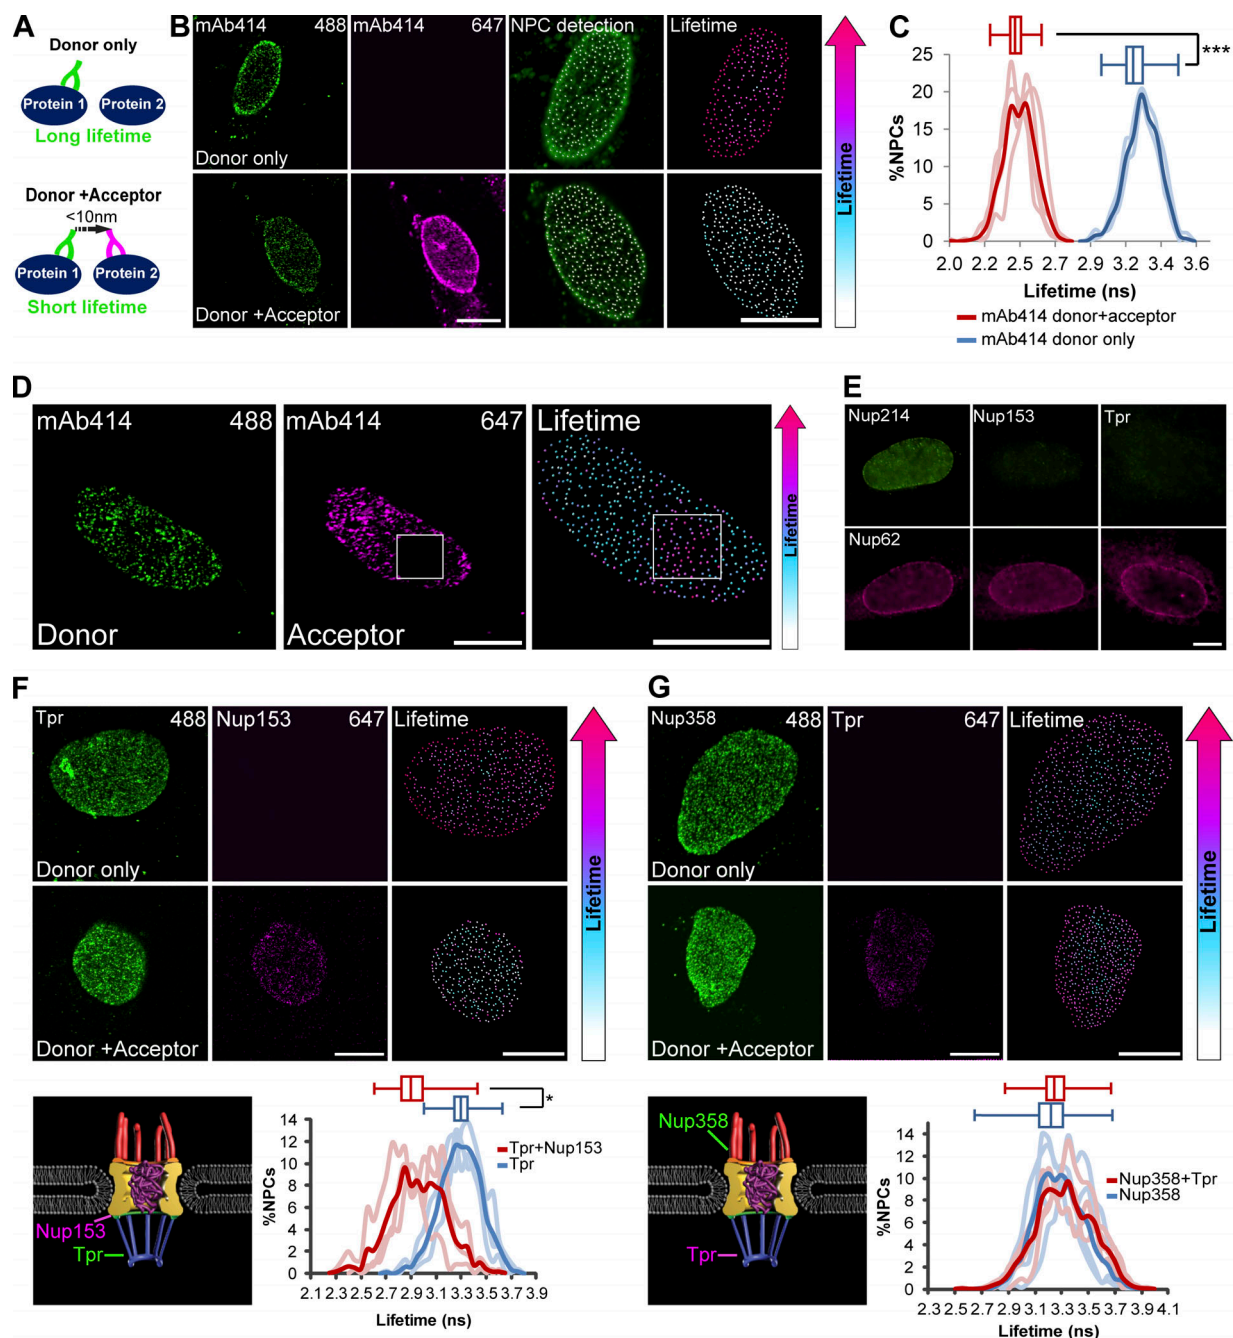 A
Donor only
Protein 1
Protein 2
Long lifetime
Donor +Acceptor
<10nm
Protein 1
Protein 2
Short lifetime
B
mAb414 488
mAb414 647
NPC detection
Lifetime
Donor only
Donor +Acceptor
Lifetime
C
***
25
20
15
10
5
0
%NPCs
2.0 2.2 2.5 2.7 2.9 3.2 3.4 3.6
Lifetime (ns)
mAb414 donor+acceptor
mAb414 donor only
D
mAb414 488
mAb414 647
Lifetime
Donor
Acceptor
Lifetime
E
Nup214
Nup153
Tpr
Nup62
F
Tpr 488
Nup153 647
Lifetime
Donor only
Donor +Acceptor
Lifetime
Nup153
Tpr
*
14
12
10
8
6
4
2
0
%NPCs
Tpr+Nup153
Tpr
2.1 2.3 2.5 2.7 2.9 3.1 3.3 3.5 3.7 3.9
Lifetime (ns)
G
Nup358 488
Tpr 647
Lifetime
Donor only
Donor +Acceptor
Lifetime
Nup358
Tpr
14
12
10
8
6
4
2
0
%NPCs
Nup358+Tpr
Nup358
2.3 2.5 2.7 2.9 3.1 3.3 3.5 3.7 3.9 4.1
Lifetime (ns)